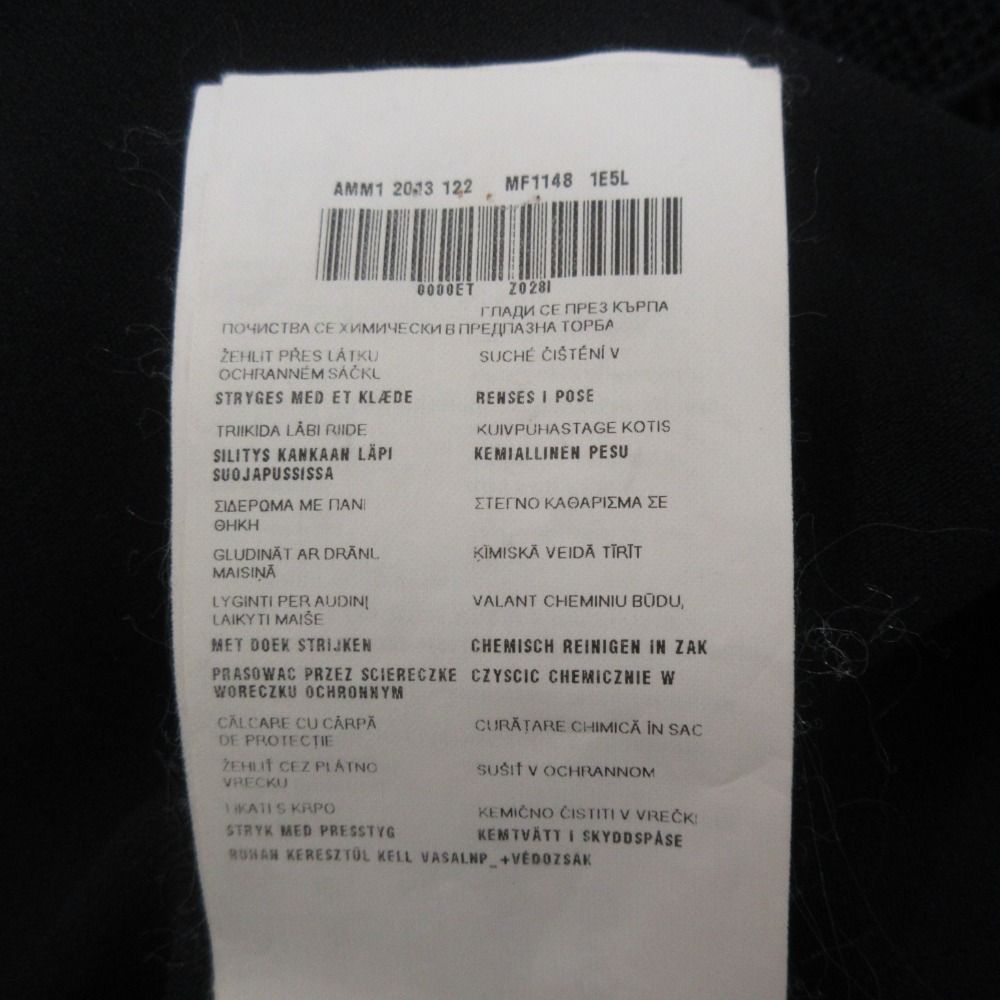 AMM1 2013 122 MF1148 1E5L
0000ET Z028I
ГЛАДИ СЕ ПРЕЗ КЪРПА
ПОЧИСТВА СЕ ХИМИЧЕСКИ В ПРЕДПАЗНА ТОРБА
ŽEHLIT PŘES LÁTKU SUCHÉ ČIŠTĚNÍ V
OCHRANNÉM SÁČKU
STRYGES MED ET KLÆDE RENSES I POSE
TRIIKIDA LÄBI RIIDE KUIVPUHASTAGE KOTIS
SILITYS KANKAAN LÄPI KEMIALLINEN PESU
SUOJAPUSSISSA
ΣΙΔΕΡΩΜΑ ΜΕ ΠΑΝΙ ΣΤΕΓΝΟ ΚΑΘΑΡΙΣΜΑ ΣΕ
ΘΗΚΗ
GLUDINĀT AR DRĀNU ĶĪMISKĀ VEIDĀ TĪRĪT
MAISIŅĀ
LYGINTI PER AUDINĮ VALANT CHEMINIU BŪDU,
LAIKYTI MAIŠE
MET DOEK STRIJKEN CHEMISCH REINIGEN IN ZAK
PRASOWAC PRZEZ SCIERECZKE CZYSCIC CHEMICZNIE W
WORECZKU OCHRONNYM
CĂLCARE CU CÂRPĂ CURĂȚARE CHIMICĂ ÎN SAC
DE PROTECȚIE
ŽEHLIŤ CEZ PLÁTNO SUŠIŤ V OCHRANNOM
VRECKU
LIKATI S KRPO KEMIČNO ČISTITI V VREČKI
STRYK MED PRESSTYG KEMTVÄTT I SKYDDSPÅSE
RUHAN KERESZTÜL KELL VASALNP_+VÉDOZSÁK